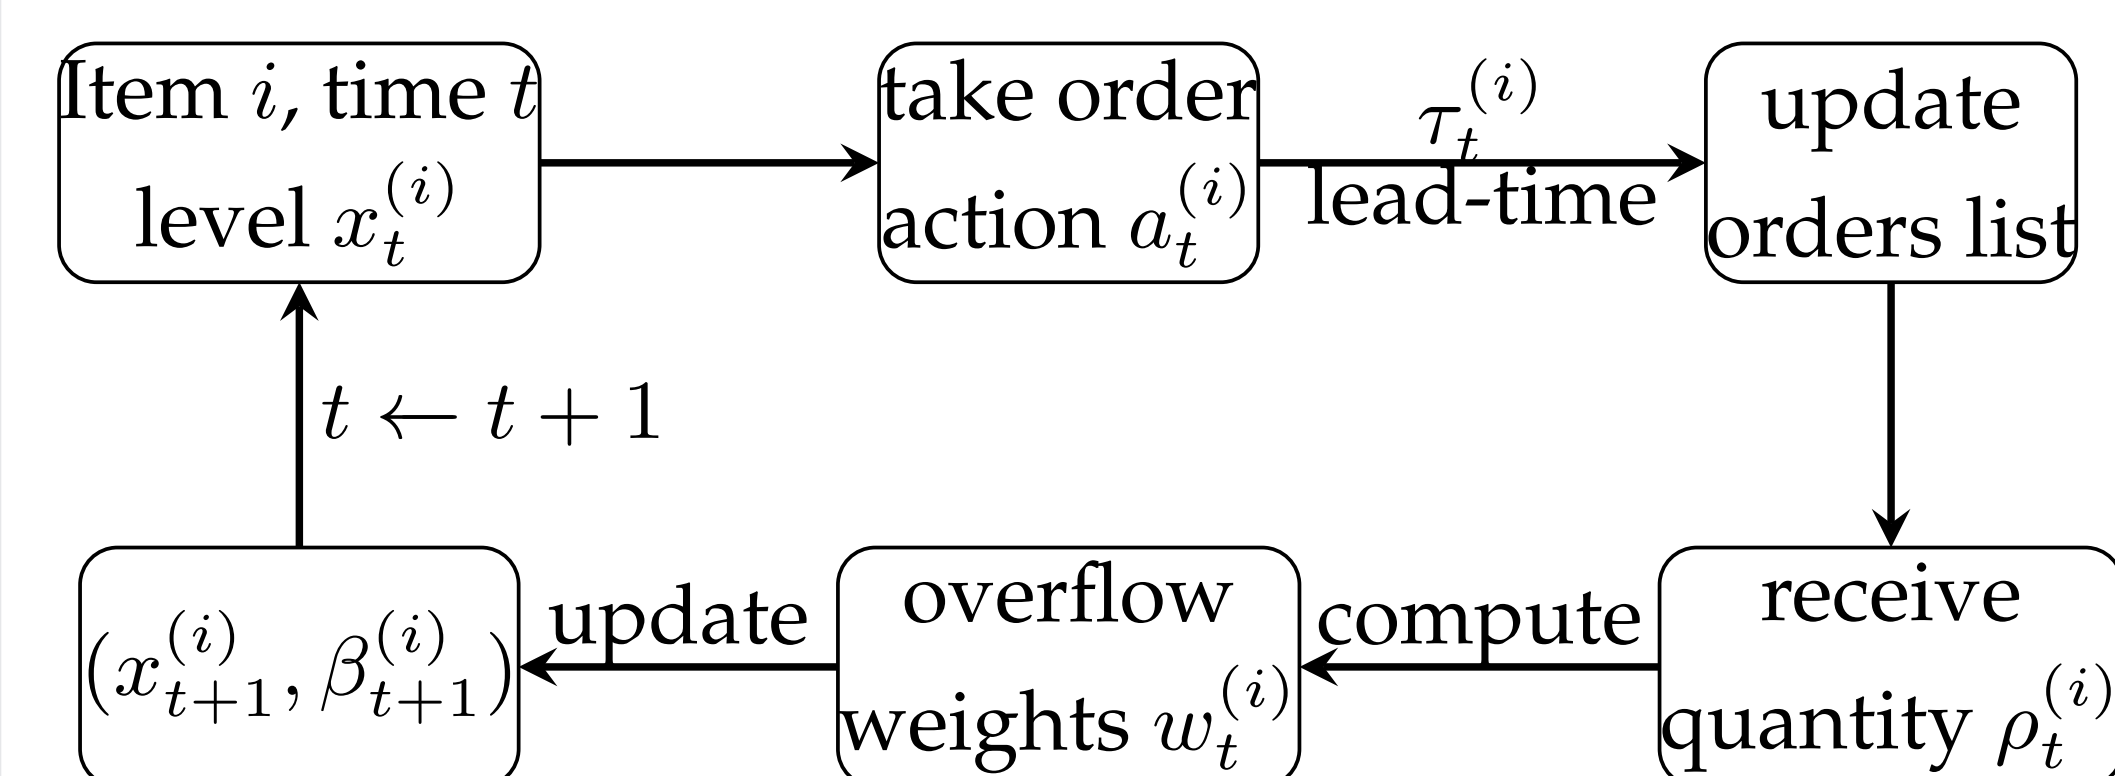 Item i, time t
level x_t^{(i)}
take order
action a_t^{(i)}
τ_t^{(i)}
lead-time
update
orders list
t ← t + 1
(x_{t+1}^{(i)}, β_{t+1}^{(i)})
update
overflow
weights w_t^{(i)}
compute
receive
quantity ρ_t^{(i)}